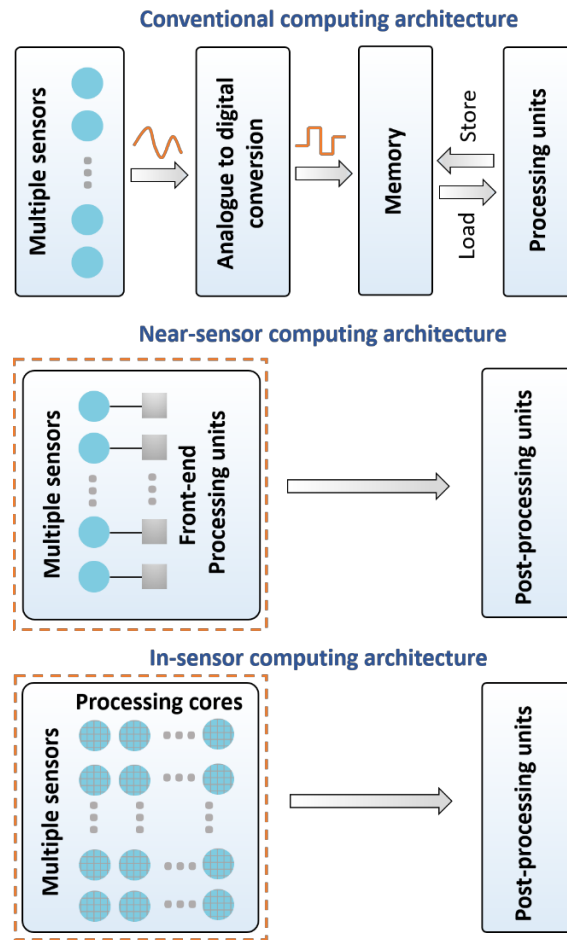 Conventional computing architecture
Multiple sensors
Analogue to digital
conversion
Memory
Store
Load
Processing units
Near-sensor computing architecture
Multiple sensors
Front-end
Processing units
Post-processing units
In-sensor computing architecture
Processing cores
Multiple sensors
Post-processing units